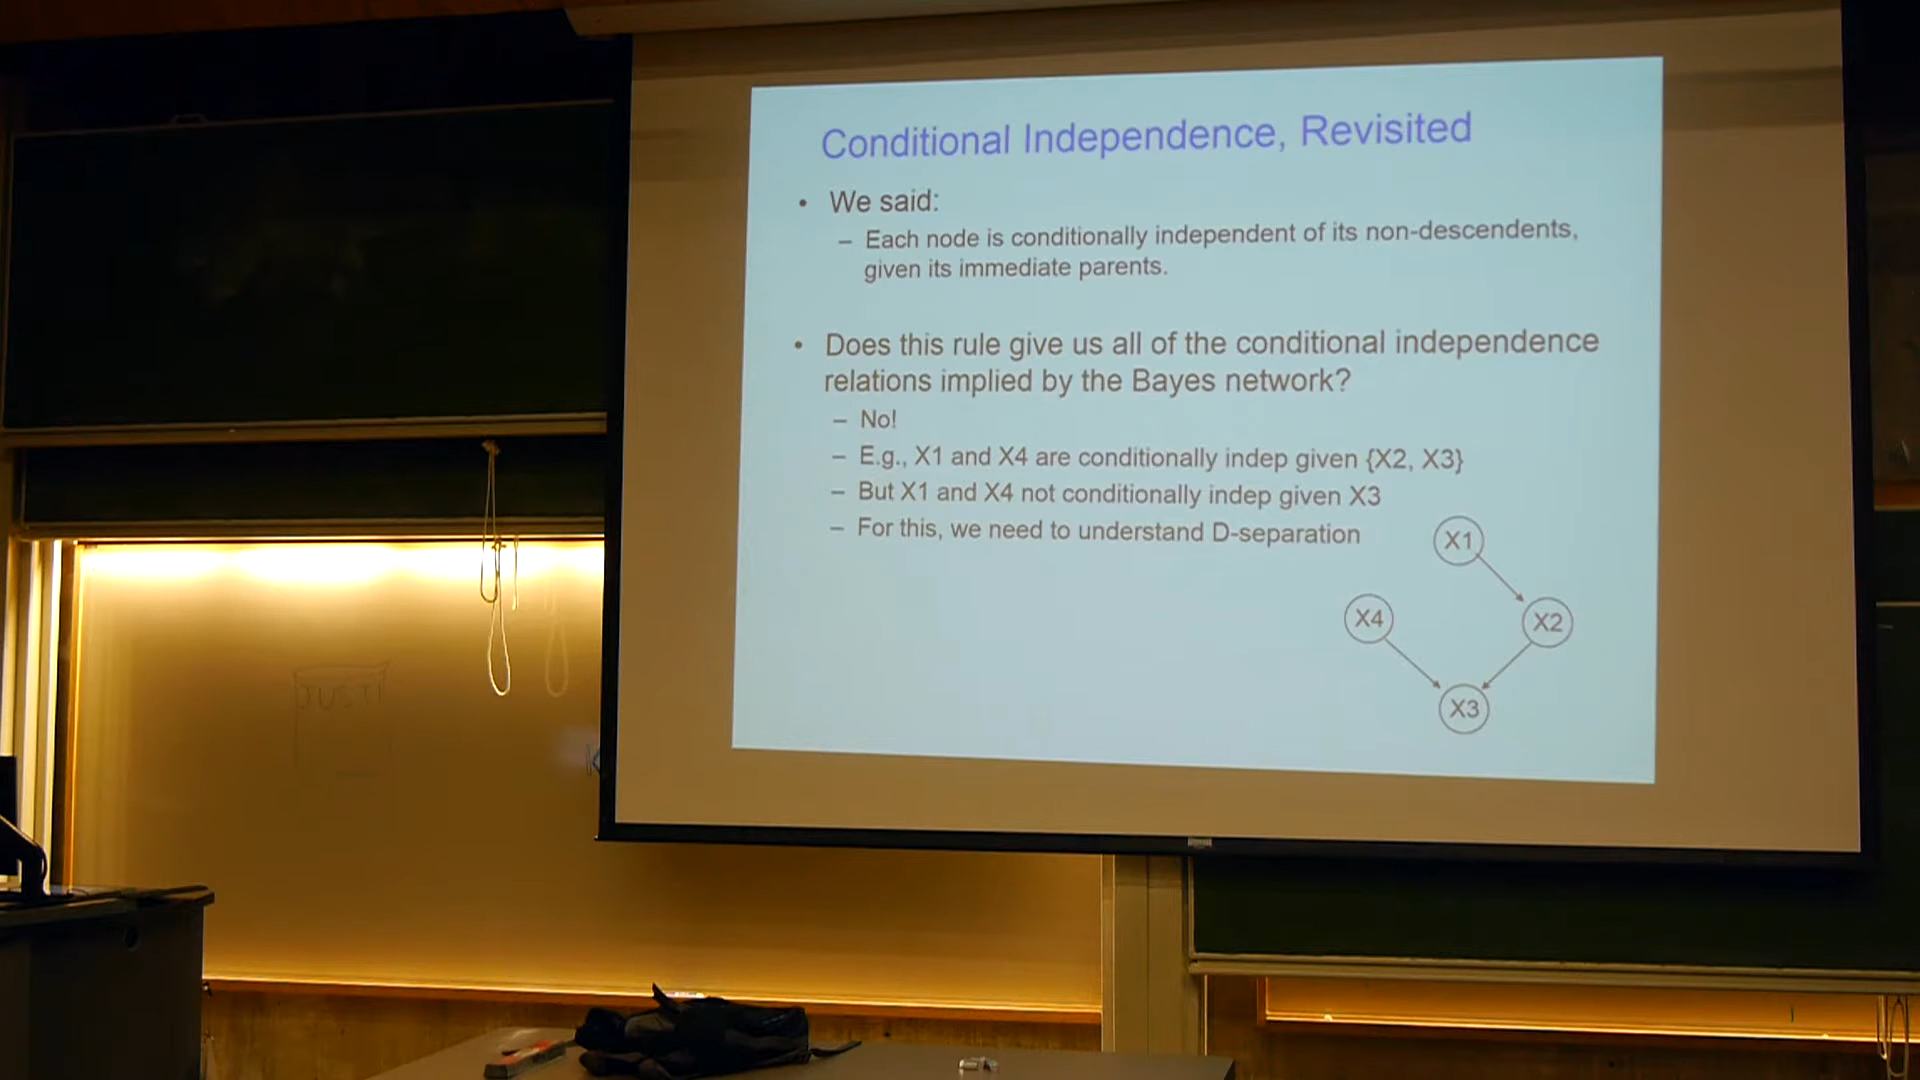 Conditional Independence, Revisited
• We said:
– Each node is conditionally independent of its non-descendents,
given its immediate parents.
• Does this rule give us all of the conditional independence
relations implied by the Bayes network?
– No!
– E.g., X1 and X4 are conditionally indep given {X2, X3}
– But X1 and X4 not conditionally indep given X3
– For this, we need to understand D-separation
X1
X4
X2
X3
JUSTI
K